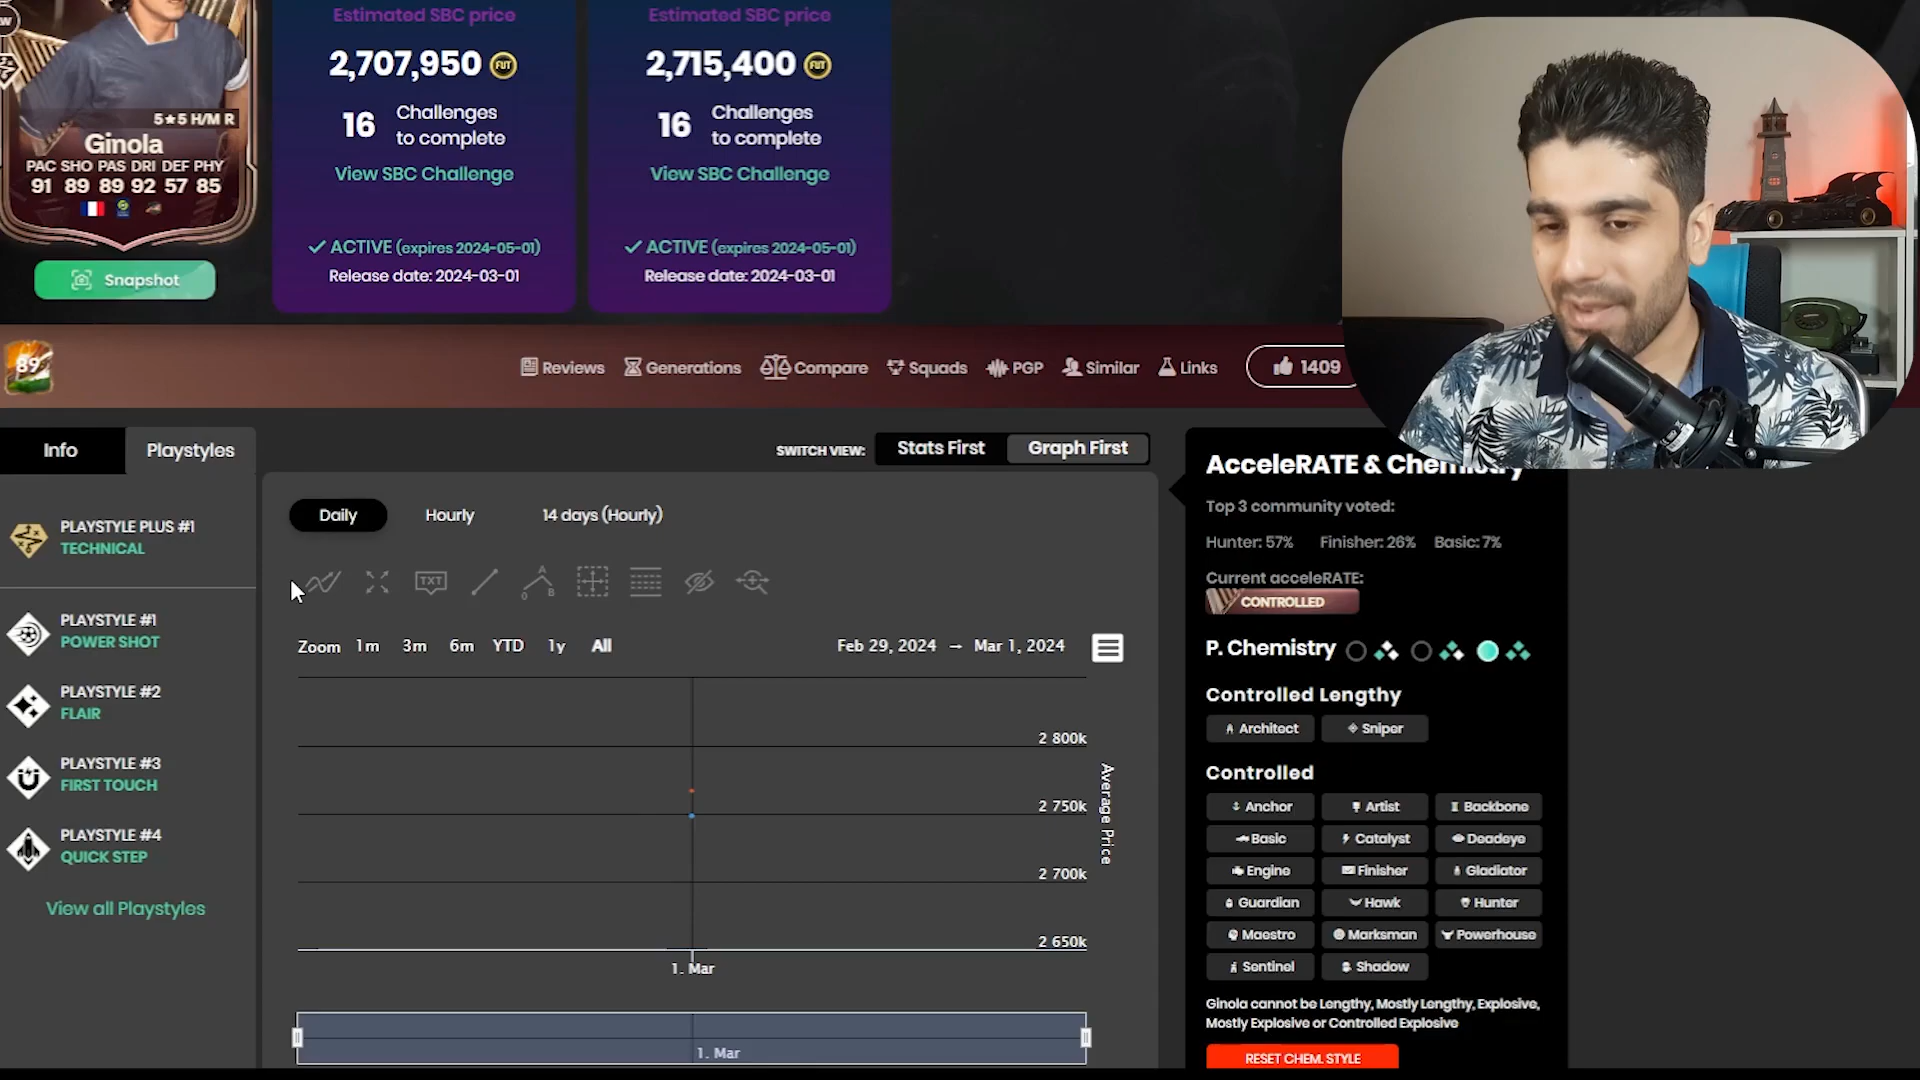 Estimated SBC price
2,707,950 FUT
16 Challenges to complete
View SBC Challenge
ACTIVE (expires 2024-05-01)
Release date: 2024-03-01
Estimated SBC price
2,715,400 FUT
16 Challenges to complete
View SBC Challenge
ACTIVE (expires 2024-05-01)
Release date: 2024-03-01
5★5 H/M R
Ginola
PAC SHO PAS DRI DEF PHY
91 89 89 92 57 85
Snapshot
89
Reviews Generations Compare Squads PGP Similar Links 1409
Info Playstyles
PLAYSTYLE PLUS #1
TECHNICAL
PLAYSTYLE #1
POWER SHOT
PLAYSTYLE #2
FLAIR
PLAYSTYLE #3
FIRST TOUCH
PLAYSTYLE #4
QUICK STEP
View all Playstyles
SWITCH VIEW: Stats First Graph First
Daily Hourly 14 days (Hourly)
TXT
A
0 B
Zoom 1m 3m 6m YTD 1y All Feb 29, 2024 → Mar 1, 2024
2 800k
2 750k
2 700k
2 650k
Average Price
1. Mar
1. Mar
AcceleRATE & Chemistry
Top 3 community voted:
Hunter: 57% Finisher: 26% Basic: 7%
Current acceleRATE:
CONTROLLED
P. Chemistry
Controlled Lengthy
Architect Sniper
Controlled
Anchor Artist Backbone
Basic Catalyst Deadeye
Engine Finisher Gladiator
Guardian Hawk Hunter
Maestro Marksman Powerhouse
Sentinel Shadow
Ginola cannot be Lengthy, Mostly Lengthy, Explosive,
Mostly Explosive or Controlled Explosive
RESET CHEM. STYLE